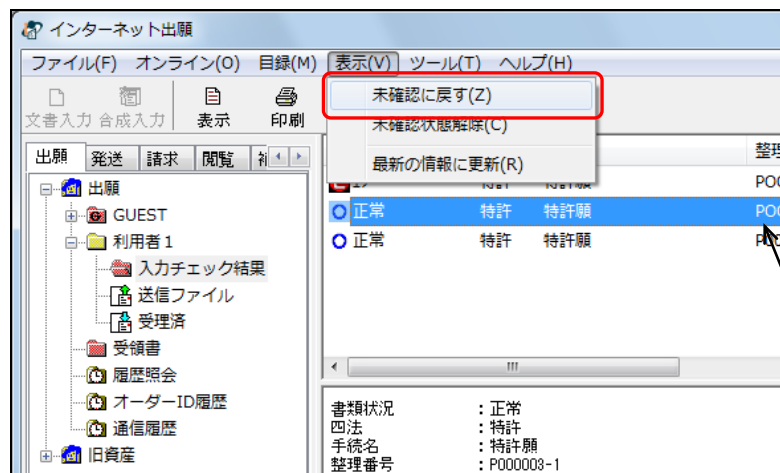 インターネット出願
ファイル(F) オンライン(O) 目録(M) 表示(V) ツール(T) ヘルプ(H)
文書入力 合成入力 表示 印刷
未確認に戻す(Z)
未確認状態解除(C)
最新の情報に更新(R)
出願 発送 請求 閲覧
整理
出願
GUEST
利用者1
入力チェック結果
送信ファイル
受理済
受領書
履歴照会
オーダーID履歴
通信履歴
旧資産
POO
正常 特許 特許願 POO
正常 特許 特許願
書類状況 :正常
四法 :特許
手続名 :特許願
整理番号 :P000003-1